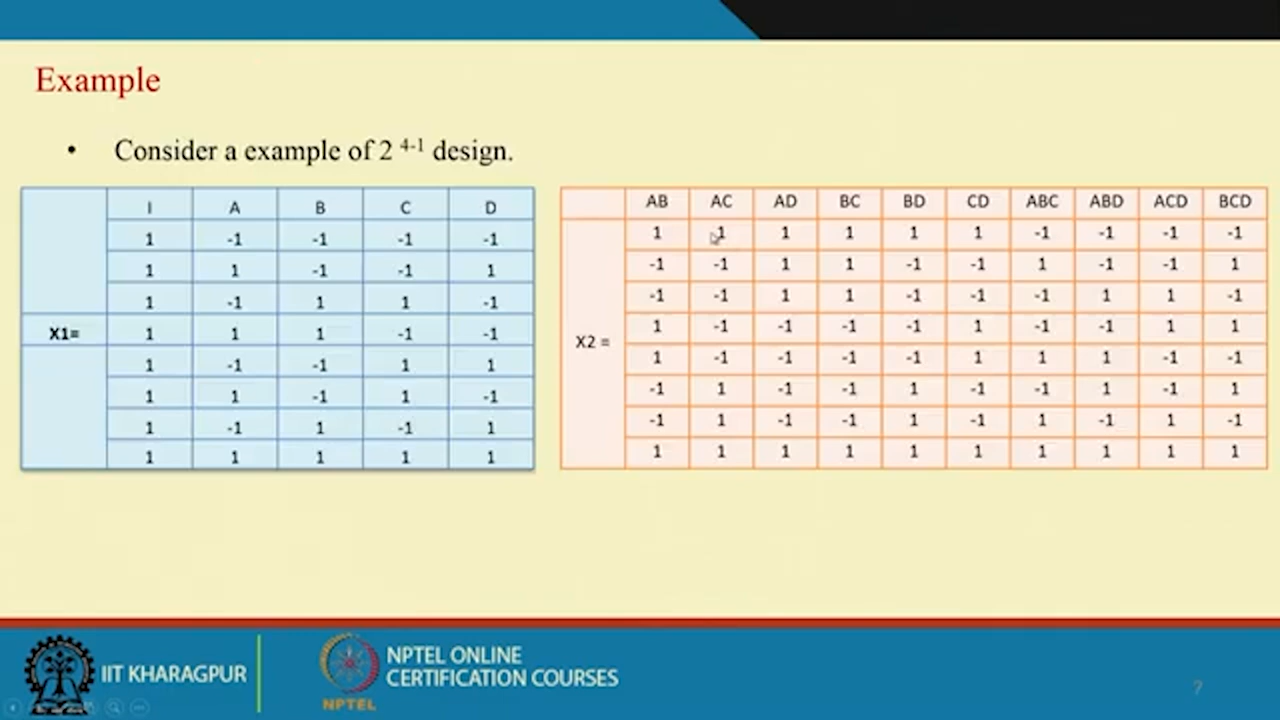 Example
• Consider a example of 2 4-1 design.
I A B C D
1 -1 -1 -1 -1
1 1 -1 -1 1
1 -1 1 1 -1
X1= 1 1 1 -1 -1
1 -1 -1 1 1
1 1 -1 1 -1
1 -1 1 -1 1
1 1 1 1 1
AB AC AD BC BD CD ABC ABD ACD BCD
1 1 1 1 1 1 -1 -1 -1 -1
-1 -1 1 1 -1 -1 1 -1 -1 1
-1 -1 1 1 -1 -1 -1 1 1 -1
X2 = 1 -1 -1 -1 -1 1 -1 -1 1 1
1 -1 -1 -1 -1 1 1 1 -1 -1
-1 1 -1 -1 1 -1 -1 1 -1 1
-1 1 -1 -1 1 -1 1 -1 1 -1
1 1 1 1 1 1 1 1 1 1
IIT KHARAGPUR
NPTEL
NPTEL ONLINE
CERTIFICATION COURSES
7